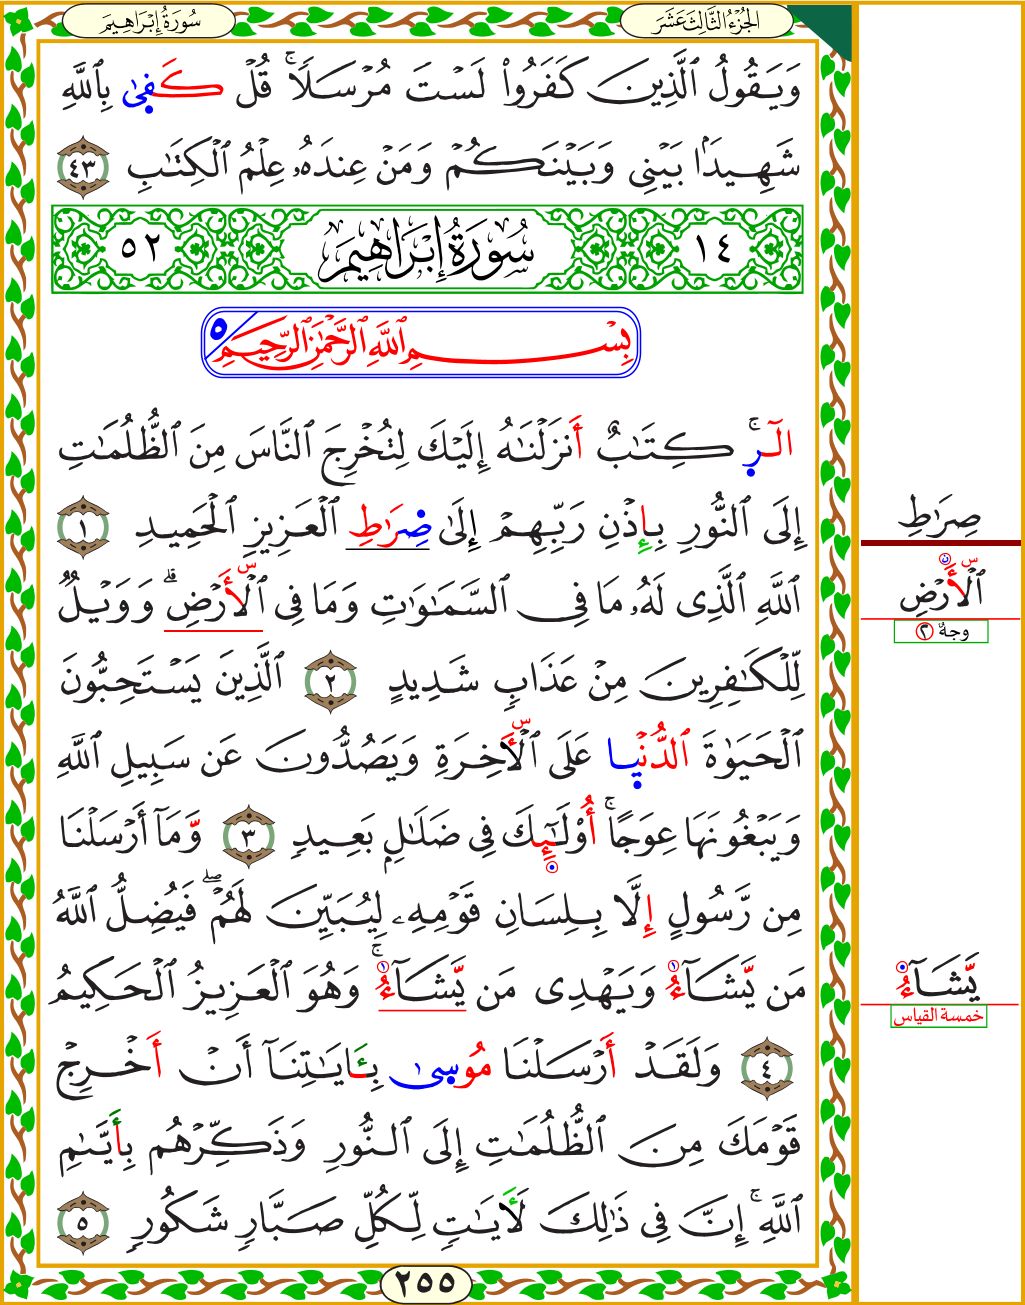 سُورَةُ إِبْرَاهِيمَ
الجُزْءُ الثَّالِثَ عَشَرَ
وَيَقُولُ ٱلَّذِينَ كَفَرُواْ لَسْتَ مُرْسَلًاۚ قُلْ كَفِىٰ بِٱللَّهِ
شَهِيدَۢا بَيْنِى وَبَيْنَكُمْ وَمَنْ عِندَهُۥ عِلْمُ ٱلْكِتَٰبِ ٤٣
١٤ سُورَةُ إِبْرَاهِيمَ ٥٢
بِسْمِ ٱللَّهِ ٱلرَّحْمَٰنِ ٱلرَّحِيمِ ٥
الٓرۚ كِتَٰبٌ أَنزَلْنَٰهُ إِلَيْكَ لِتُخْرِجَ ٱلنَّاسَ مِنَ ٱلظُّلُمَٰتِ
إِلَى ٱلنُّورِ بِإِذْنِ رَبِّهِمْ إِلَىٰ صِرَٰطِ ٱلْعَزِيزِ ٱلْحَمِيدِ ١
ٱللَّهِ ٱلَّذِى لَهُۥ مَا فِى ٱلسَّمَٰوَٰتِ وَمَا فِى ٱلْأَرْضِۗ وَوَيْلٌ
لِّلْكَٰفِرِينَ مِنْ عَذَابٍ شَدِيدٍ ٢ ٱلَّذِينَ يَسْتَحِبُّونَ
ٱلْحَيَوٰةَ ٱلدُّنْيِا عَلَى ٱلْأَخِرَةِ وَيَصُدُّونَ عَن سَبِيلِ ٱللَّهِ
وَيَبْغُونَهَا عِوَجًاۚ أُوْلَٰٓئِكَ فِى ضَلَٰلٍۭ بَعِيدٍ ٣ وَّمَآ أَرْسَلْنَا
مِن رَّسُولٍ إِلَّا بِلِسَانِ قَوْمِهِۦ لِيُبَيِّنَ لَهُمْۖ فَيُضِلُّ ٱللَّهُ
مَن يَّشَآءُ وَيَهْدِى مَن يَّشَآءُۚ وَهُوَ ٱلْعَزِيزُ ٱلْحَكِيمُ
٤ وَلَقَدْ أَرْسَلْنَا مُوسِىٰ بِـَٔايَٰتِنَآ أَنْ أَخْرِجْ
قَوْمَكَ مِنَ ٱلظُّلُمَٰتِ إِلَى ٱلنُّورِ وَذَكِّرْهُم بِأَيَّىٰمِ
ٱللَّهِۚ إِنَّ فِى ذَٰلِكَ لَأَيَٰتٍ لِّكُلِّ صَبَّارٍ شَكُورٍ ٥
٢٥٥
صِرَٰطِ
ٱلْأَرْضِ
وجهٌ ٢
يَّشَآءُ
خمسة القياس